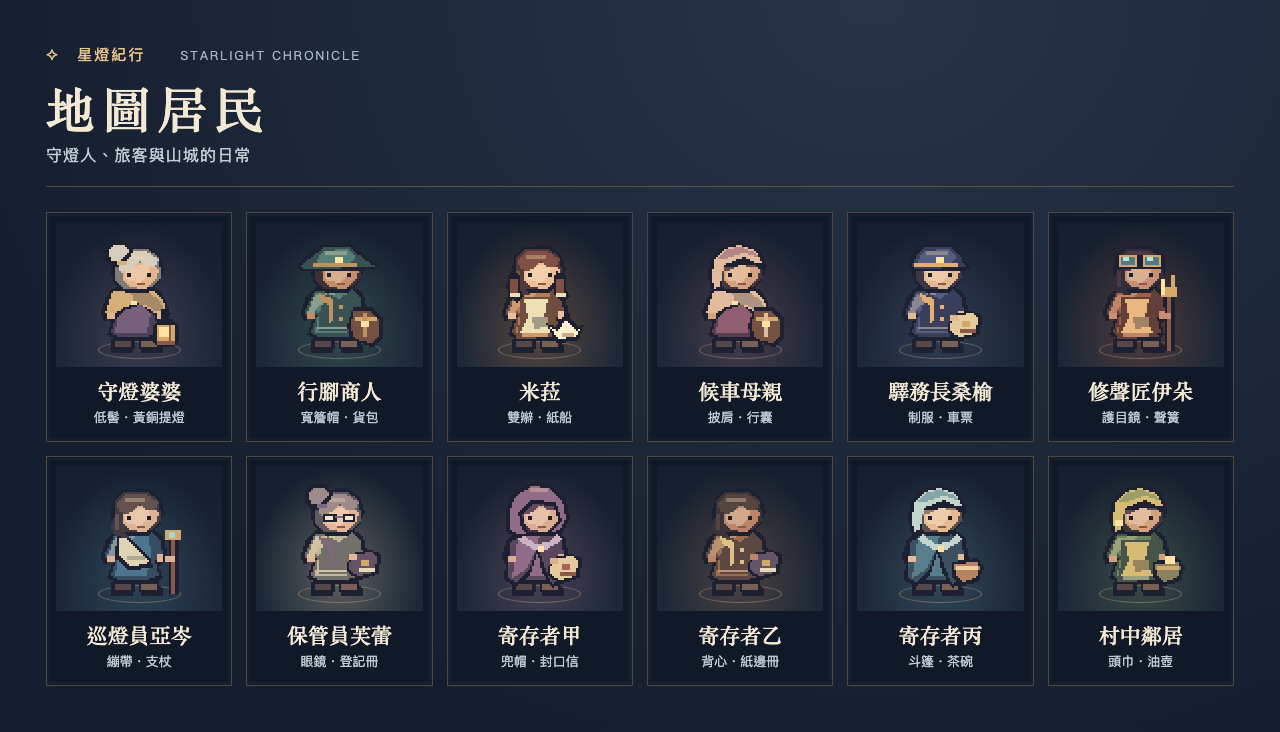 ✧ 星燈紀行 STARLIGHT CHRONICLE
地圖居民
守燈人、旅客與山城的日常
守燈婆婆
低髻·黃銅提燈
行腳商人
寬簷帽·貨包
米菈
雙辮·紙船
候車母親
披肩·行囊
驛務長桑榆
制服·車票
修聲匠伊朵
護目鏡·聲簧
巡燈員亞岑
繃帶·支杖
保管員芙蕾
眼鏡·登記冊
寄存者甲
兜帽·封口信
寄存者乙
背心·紙邊冊
寄存者丙
斗篷·茶碗
村中鄰居
頭巾·油壺